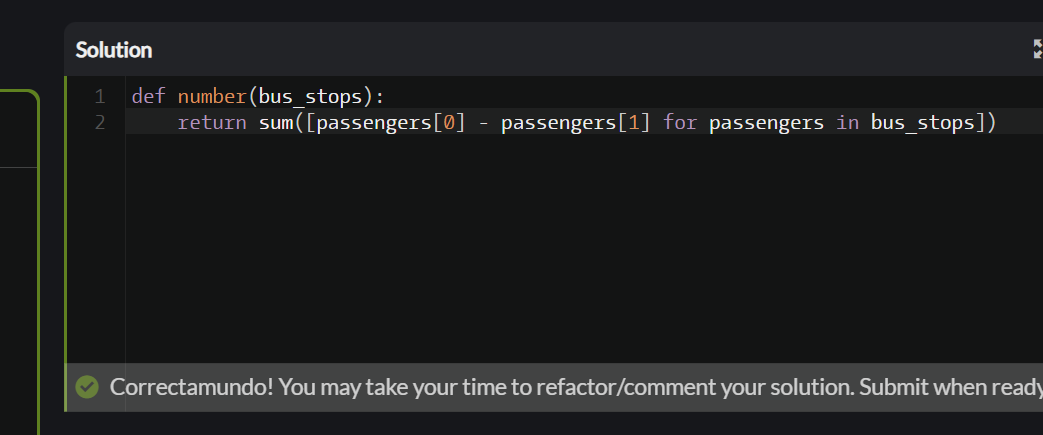 Solution
1 def number(bus_stops):
2     return sum([passengers[0] - passengers[1] for passengers in bus_stops])
Correctamundo! You may take your time to refactor/comment your solution. Submit when ready